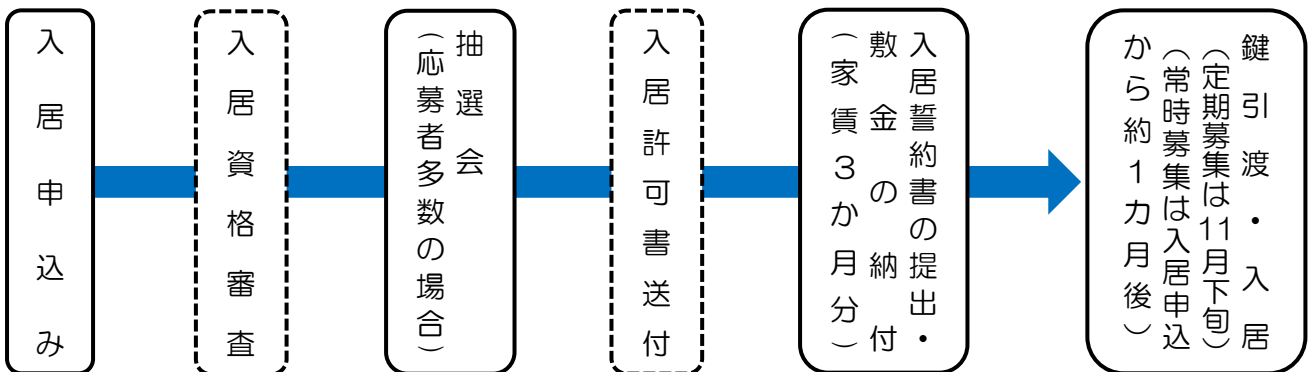 入居申込み
入居資格審査
抽選会
（応募者多数の場合）
入居許可書送付
入居誓約書の提出・
敷金の納付
（家賃３か月分）
鍵引渡・入居
（定期募集は11月下旬）
（常時募集は入居申込
から約１カ月後）